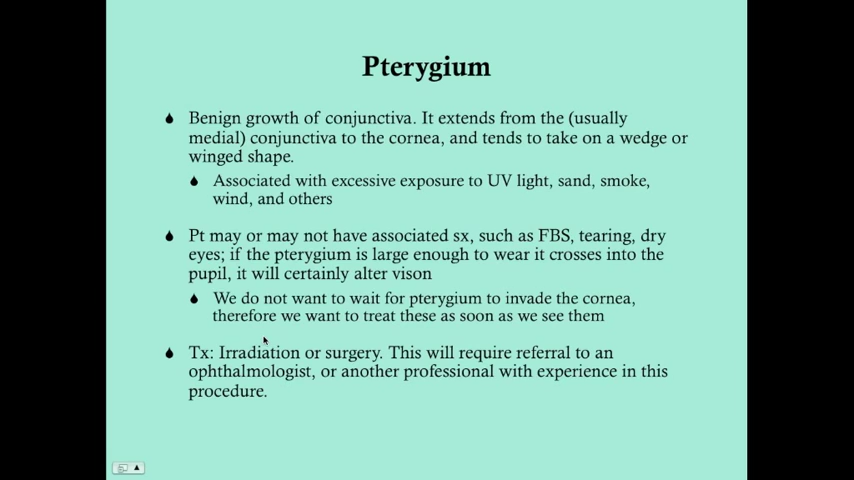 Pterygium
Benign growth of conjunctiva. It extends from the (usually
medial) conjunctiva to the cornea, and tends to take on a wedge or
winged shape.
Associated with excessive exposure to UV light, sand, smoke,
wind, and others
Pt may or may not have associated sx, such as FBS, tearing, dry
eyes; if the pterygium is large enough to wear it crosses into the
pupil, it will certainly alter vison
We do not want to wait for pterygium to invade the cornea,
therefore we want to treat these as soon as we see them
Tx: Irradiation or surgery. This will require referral to an
ophthalmologist, or another professional with experience in this
procedure.